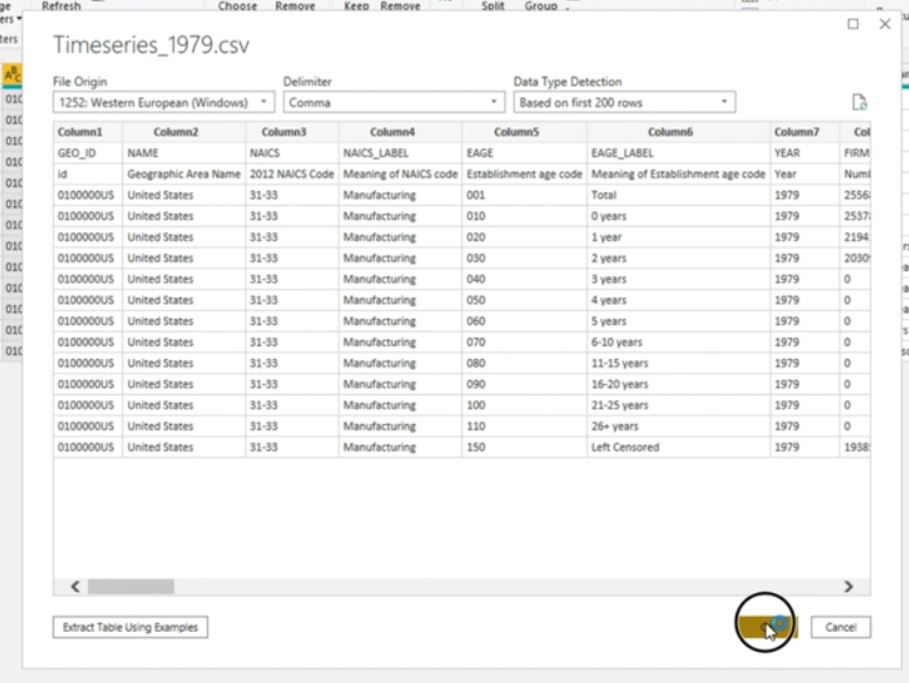 Refresh Choose Remove Keep Remove Split Group
Timeseries_1979.csv
File Origin Delimiter Data Type Detection
1252: Western European (Windows) Comma Based on first 200 rows
Column1 Column2 Column3 Column4 Column5 Column6 Column7 Col
GEO_ID NAME NAICS NAICS_LABEL EAGE EAGE_LABEL YEAR FIRM
id Geographic Area Name 2012 NAICS Code Meaning of NAICS code Establishment age code Meaning of Establishment age code Year
0100000US United States 31-33 Manufacturing 001 Total 1979 2556
0100000US United States 31-33 Manufacturing 010 0 years 1979 2537
0100000US United States 31-33 Manufacturing 020 1 year 1979 2194
0100000US United States 31-33 Manufacturing 030 2 years 1979 2030
0100000US United States 31-33 Manufacturing 040 3 years 1979 0
0100000US United States 31-33 Manufacturing 050 4 years 1979 0
0100000US United States 31-33 Manufacturing 060 5 years 1979 0
0100000US United States 31-33 Manufacturing 070 6-10 years 1979 0
0100000US United States 31-33 Manufacturing 080 11-15 years 1979 0
0100000US United States 31-33 Manufacturing 090 16-20 years 1979 0
0100000US United States 31-33 Manufacturing 100 21-25 years 1979 0
0100000US United States 31-33 Manufacturing 110 26+ years 1979 0
0100000US United States 31-33 Manufacturing 150 Left Censored 1979 1938
Extract Table Using Examples Cancel